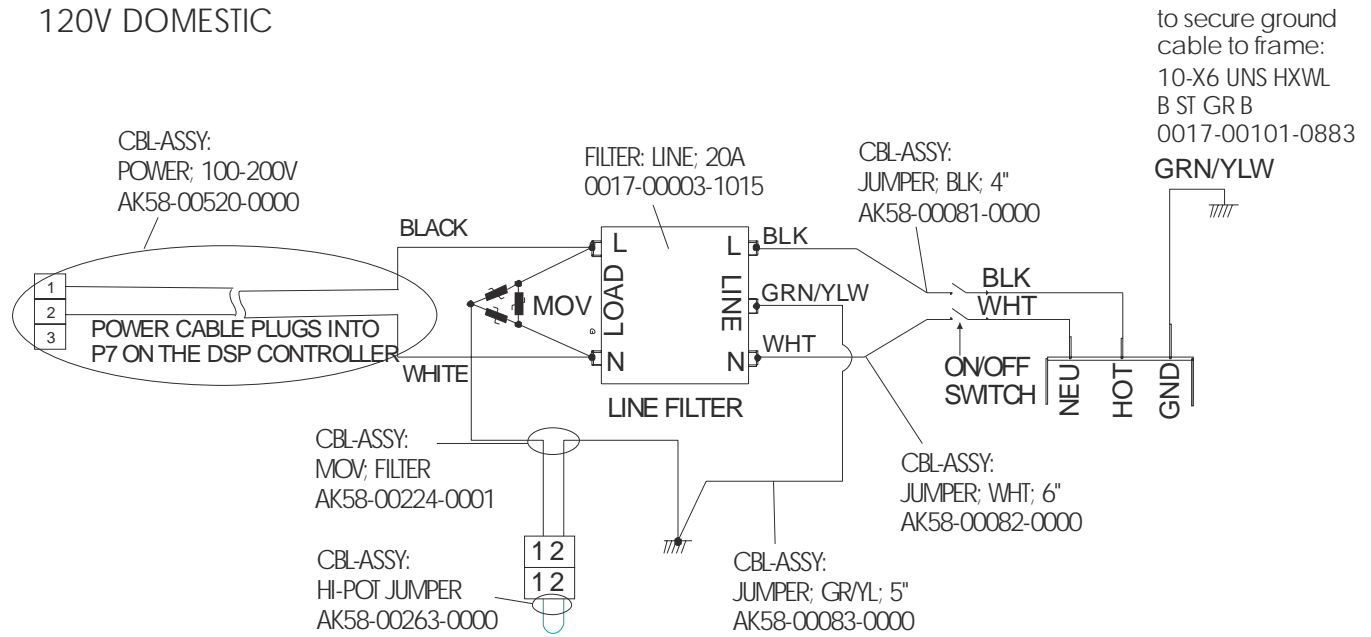 120V DOMESTIC
to secure ground
cable to frame:
10-X6 UNS HXWL
B ST GR B
0017-00101-0883
GRN/YLW
CBL-ASSY:
POWER; 100-200V
AK58-00520-0000
FILTER: LINE; 20A
0017-00003-1015
CBL-ASSY:
JUMPER; BLK; 4"
AK58-00081-0000
BLACK
L
L
BLK
1
2
3
POWER CABLE PLUGS INTO
P7 ON THE DSP CONTROLLER
MOV
LOAD
LINE
GRN/YLW
BLK
WHT
WHITE
N
N
WHT
ON/OFF
SWITCH
NEU
HOT
GND
LINE FILTER
CBL-ASSY:
MOV; FILTER
AK58-00224-0001
CBL-ASSY:
JUMPER; WHT; 6"
AK58-00082-0000
1 2
1 2
CBL-ASSY:
HI-POT JUMPER
AK58-00263-0000
CBL-ASSY:
JUMPER; GR/YL; 5"
AK58-00083-0000